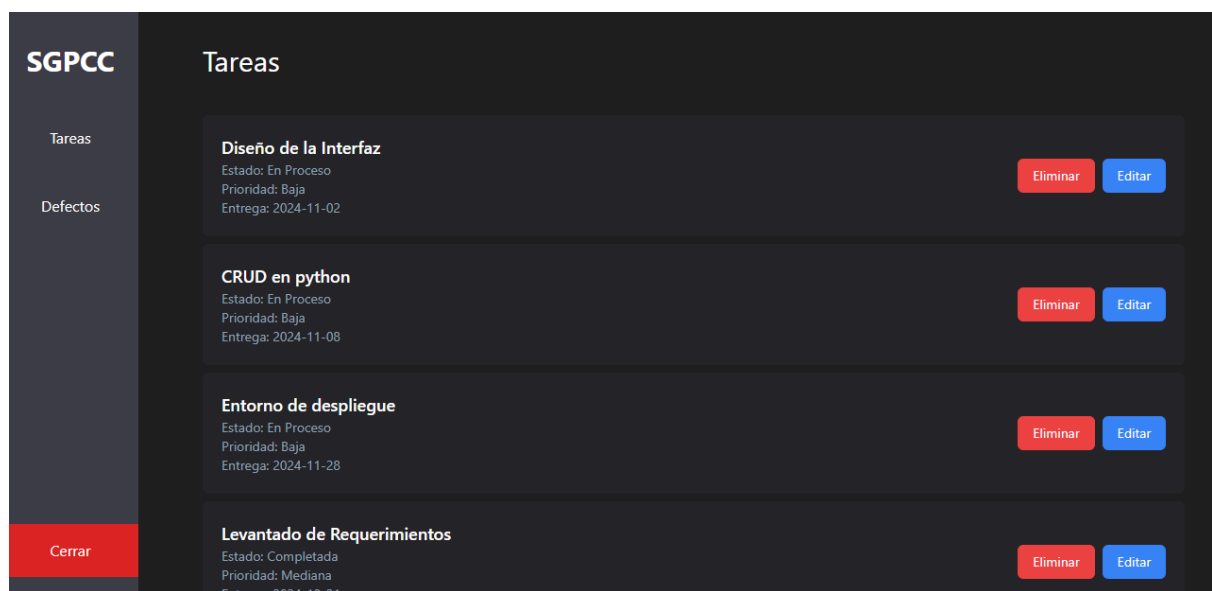 SGPCC
Tareas
Defectos
Cerrar
Tareas
Diseño de la Interfaz
Estado: En Proceso
Prioridad: Baja
Entrega: 2024-11-02
Eliminar
Editar
CRUD en python
Estado: En Proceso
Prioridad: Baja
Entrega: 2024-11-08
Eliminar
Editar
Entorno de despliegue
Estado: En Proceso
Prioridad: Baja
Entrega: 2024-11-28
Eliminar
Editar
Levantado de Requerimientos
Estado: Completada
Prioridad: Mediana
Eliminar
Editar